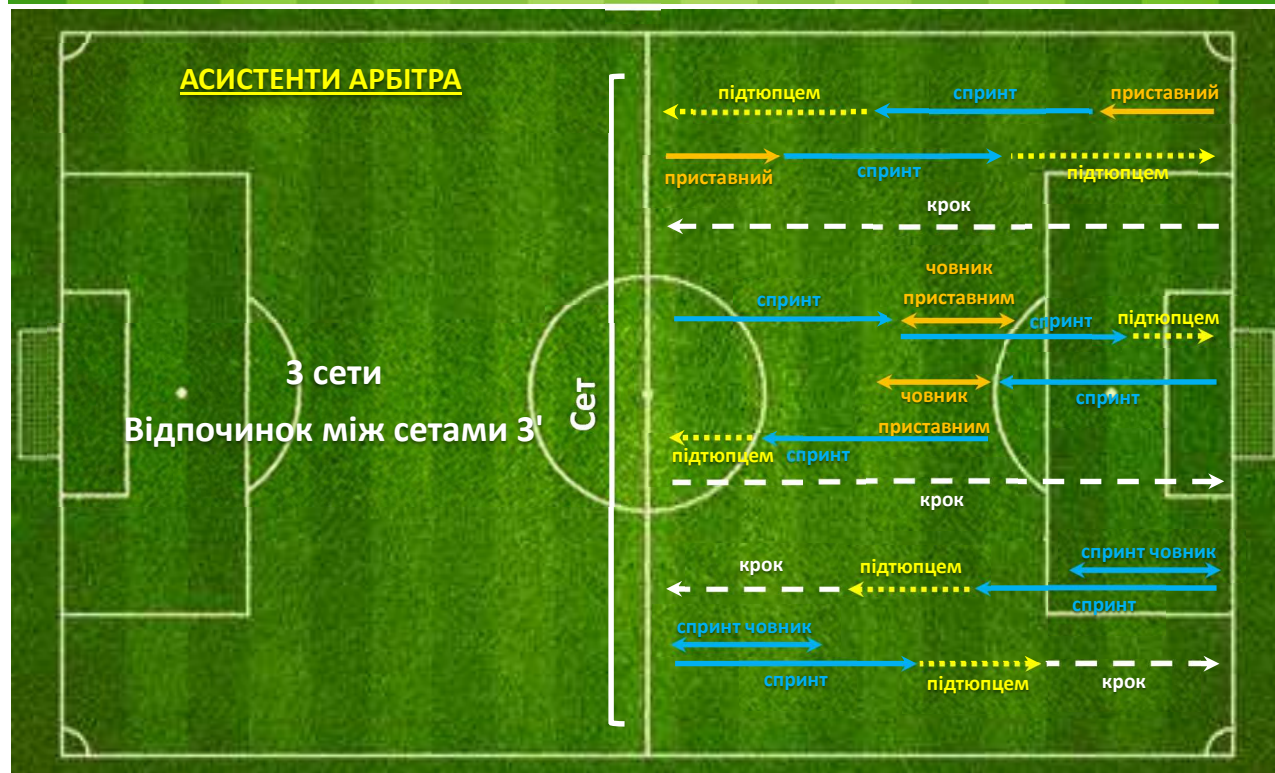 АСИСТЕНТИ АРБІТРА
підтюпцем
спринт
приставний
приставний
спринт
підтюпцем
крок
човник
приставним
спринт
спринт
підтюпцем
3 сети
Відпочинок між сетами 3'
Сет
човник
приставним
спринт
підтюпцем
спринт
крок
спринт човник
крок
підтюпцем
спринт
спринт човник
спринт
підтюпцем
крок